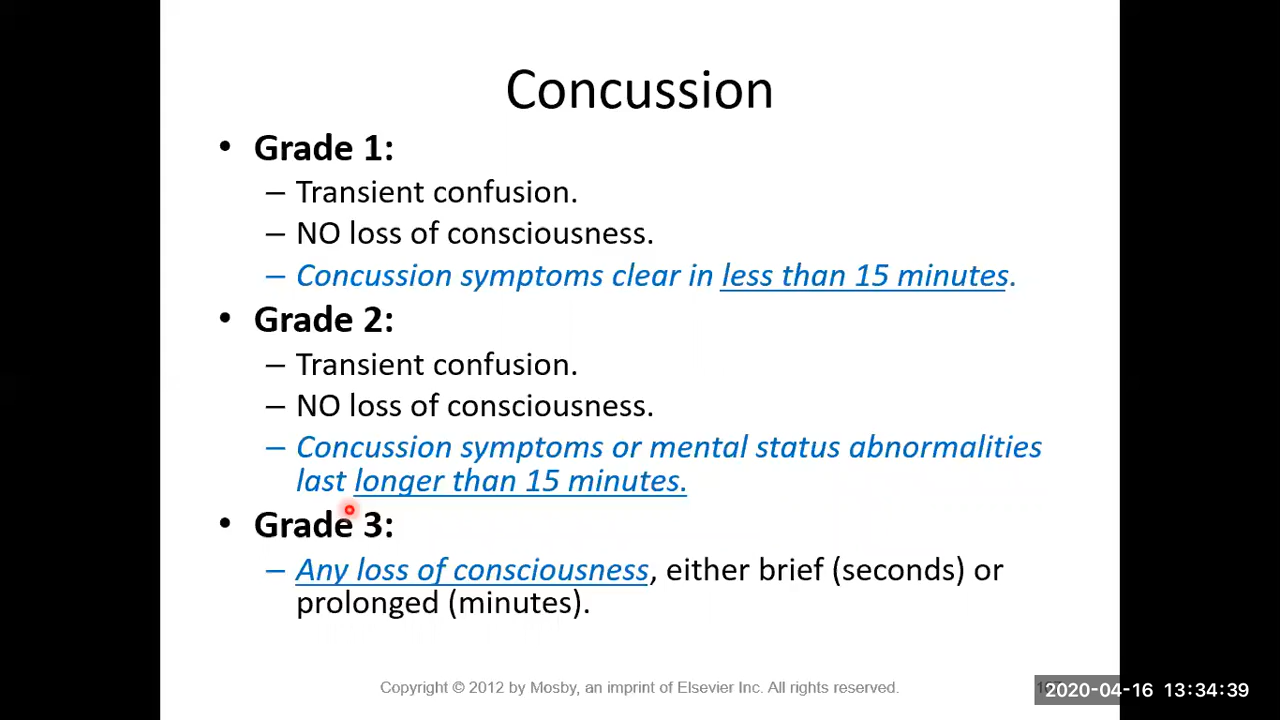 Concussion
• Grade 1:
– Transient confusion.
– NO loss of consciousness.
– Concussion symptoms clear in less than 15 minutes.
• Grade 2:
– Transient confusion.
– NO loss of consciousness.
– Concussion symptoms or mental status abnormalities
last longer than 15 minutes.
• Grade 3:
– Any loss of consciousness, either brief (seconds) or
prolonged (minutes).
Copyright © 2012 by Mosby, an imprint of Elsevier Inc. All rights reserved.
2020-04-16 13:34:39